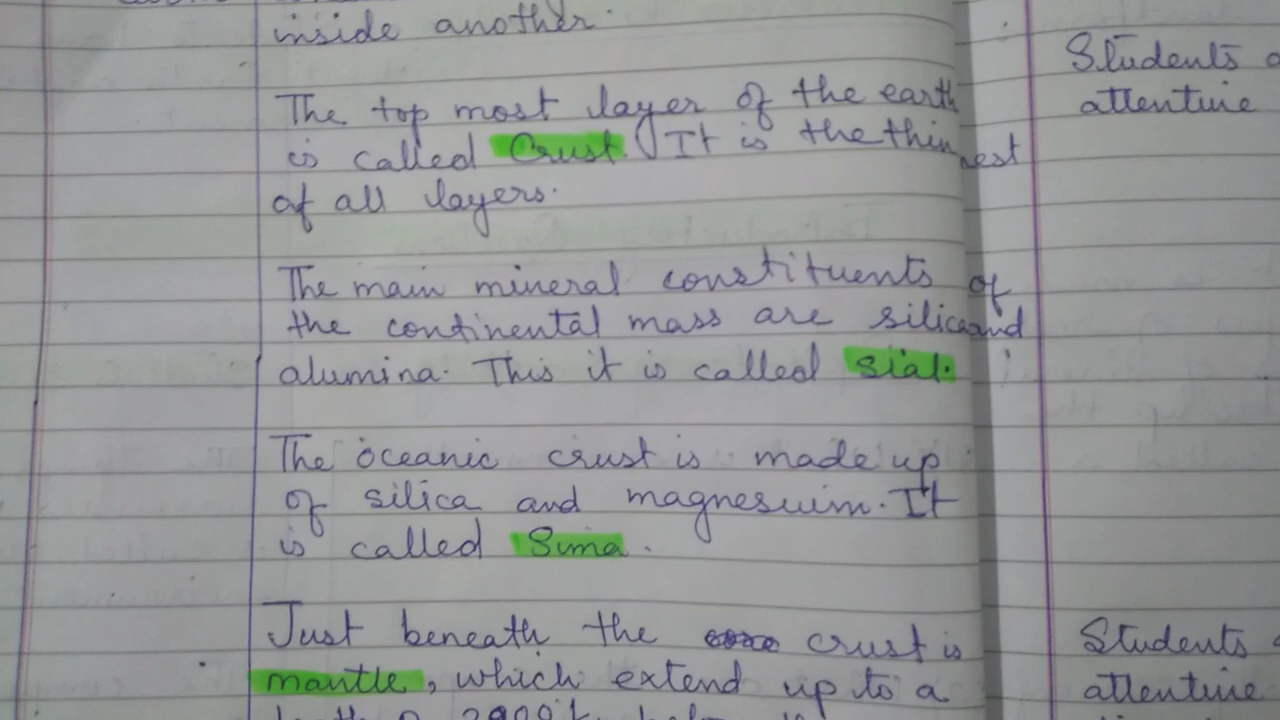 inside another.
The top most layer of the earth
is called Crust. It is the thinnest
of all layers.
The main mineral constituents of
the continental mass are silica and
alumina. This it is called sial.
The oceanic crust is made up
of silica and magnesuim. It
is called Sima.
Just beneath the crust is
mantle, which extend up to a
Students
attentive
Students
attentive